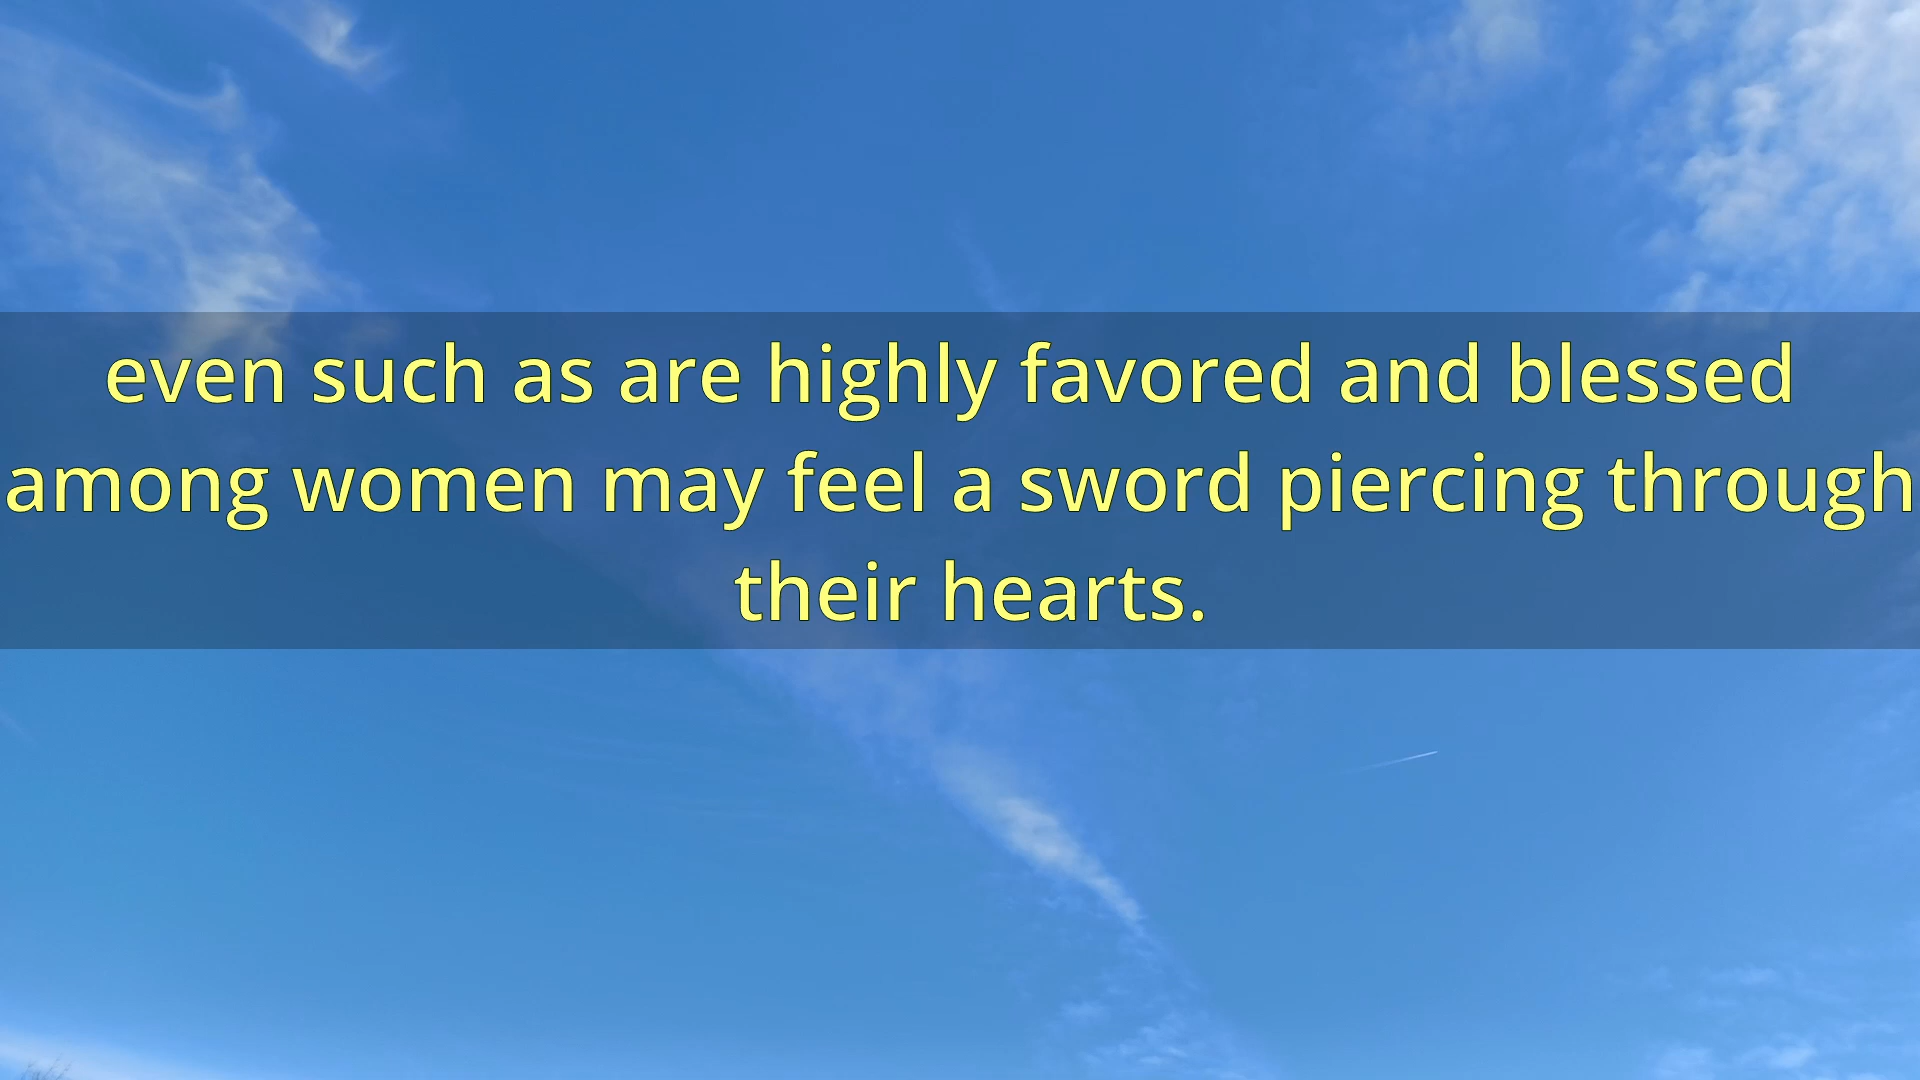 even such as are highly favored and blessed
among women may feel a sword piercing through
their hearts.